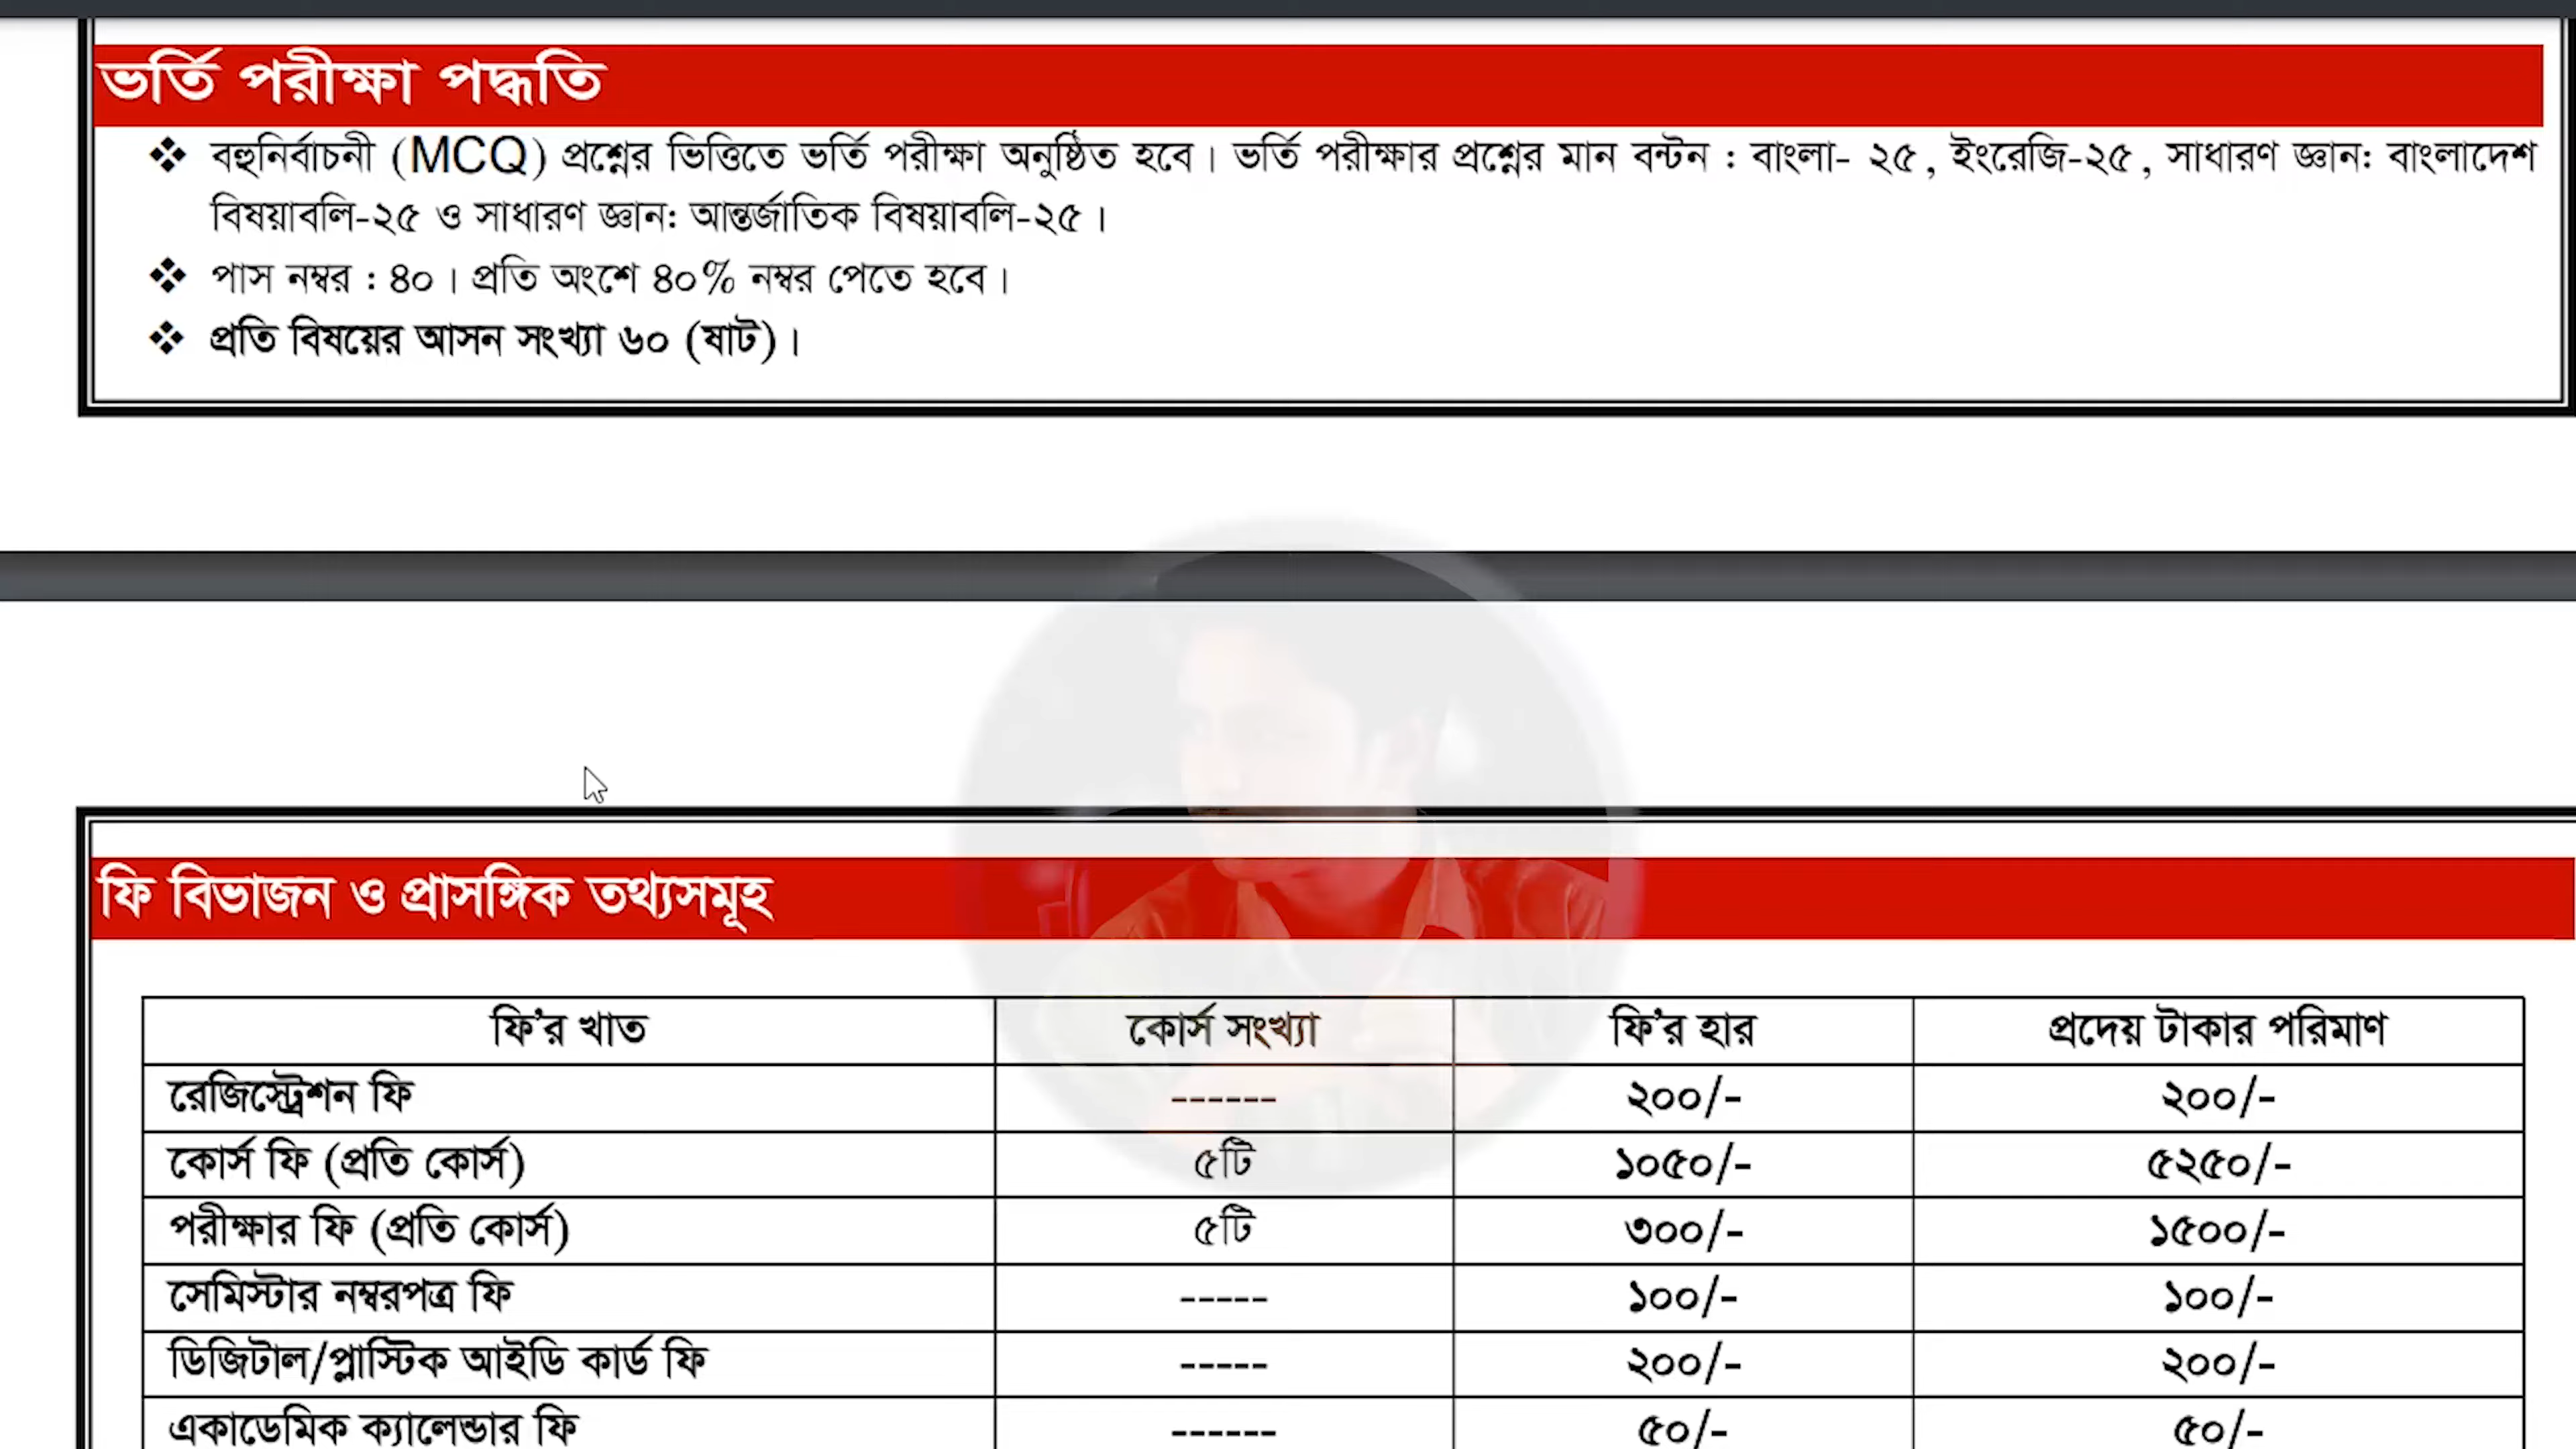 ভর্তি পরীক্ষা পদ্ধতি
❖ বহুনির্বাচনী (MCQ) প্রশ্নের ভিত্তিতে ভর্তি পরীক্ষা অনুষ্ঠিত হবে। ভর্তি পরীক্ষার প্রশ্নের মান বন্টন : বাংলা- ২৫, ইংরেজি-২৫, সাধারণ জ্ঞান: বাংলাদেশ
বিষয়াবলি-২৫ ও সাধারণ জ্ঞান: আন্তর্জাতিক বিষয়াবলি-২৫।
❖ পাস নম্বর : ৪০। প্রতি অংশে ৪০% নম্বর পেতে হবে।
❖ প্রতি বিষয়ের আসন সংখ্যা ৬০ (ষাট)।
ফি বিভাজন ও প্রাসঙ্গিক তথ্যসমূহ
ফি’র খাত কোর্স সংখ্যা ফি’র হার প্রদেয় টাকার পরিমাণ
রেজিস্ট্রেশন ফি ------ ২০০/- ২০০/-
কোর্স ফি (প্রতি কোর্স) ৫টি ১০৫০/- ৫২৫০/-
পরীক্ষার ফি (প্রতি কোর্স) ৫টি ৩০০/- ১৫০০/-
সেমিস্টার নম্বরপত্র ফি ----- ১০০/- ১০০/-
ডিজিটাল/প্লাস্টিক আইডি কার্ড ফি ----- ২০০/- ২০০/-
একাডেমিক ক্যালেন্ডার ফি ------ ৫০/- ৫০/-